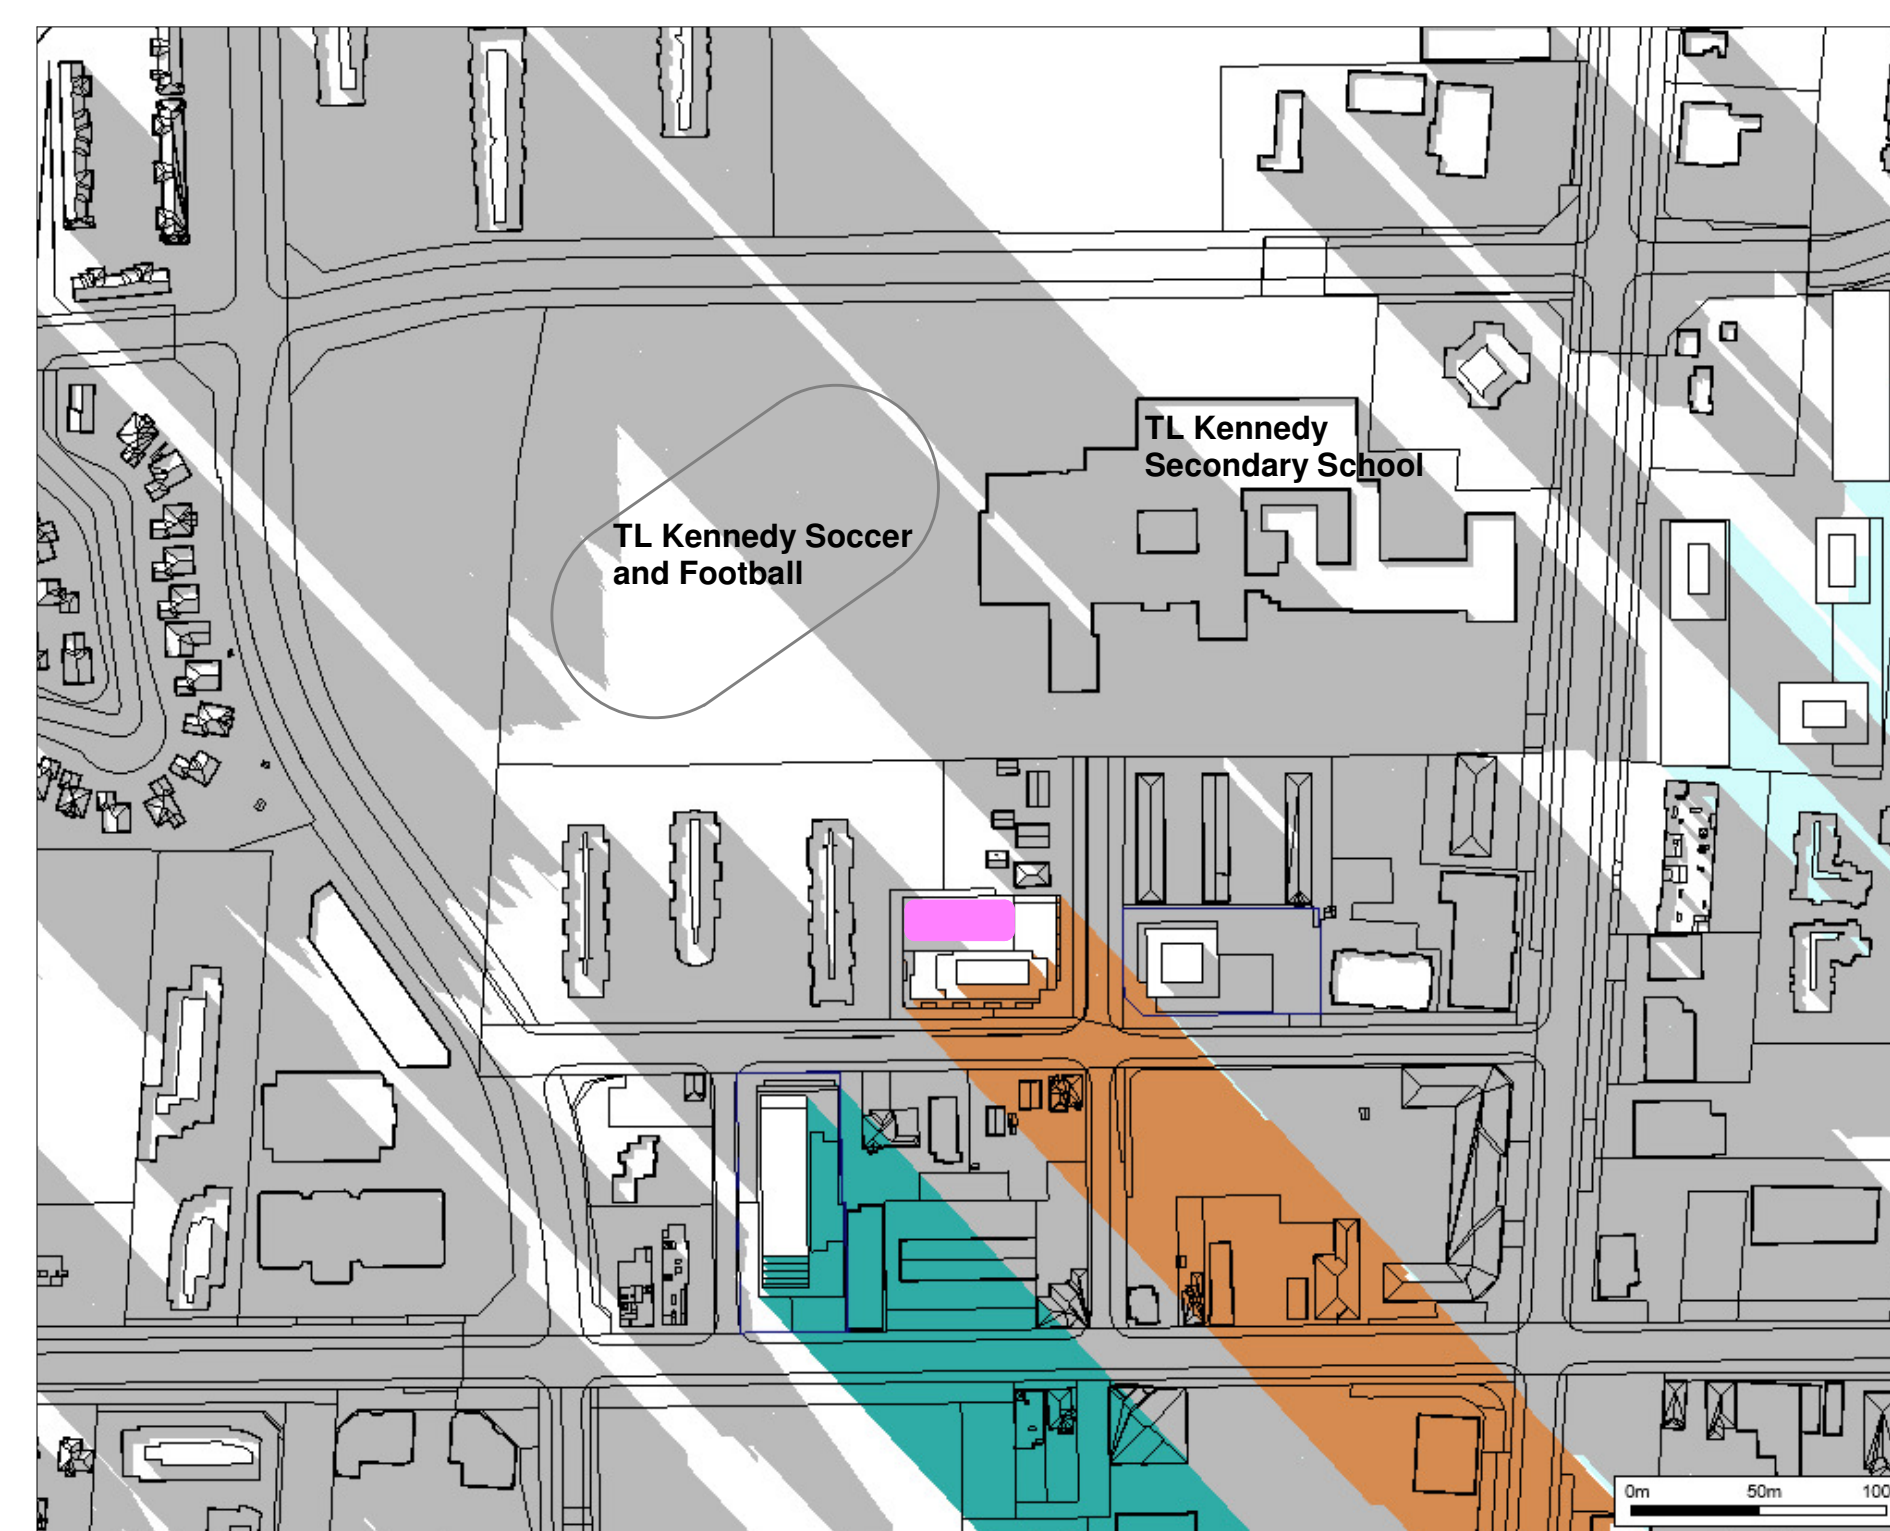 TL Kennedy
Secondary School
TL Kennedy Soccer
and Football
0m 50m 100